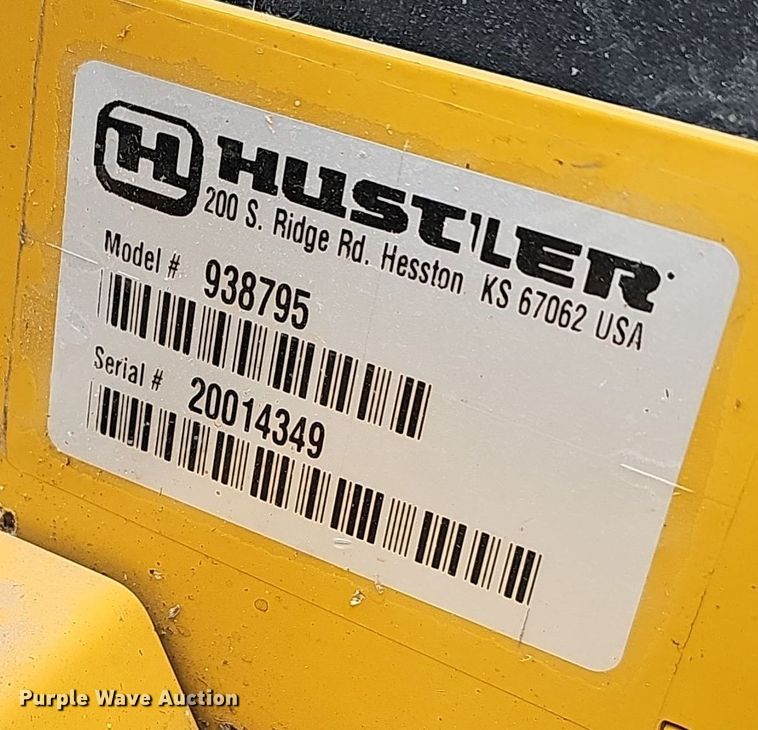 H HUSTLER
200 S. Ridge Rd. Hesston KS 67062 USA
Model # 938795
Serial # 20014349
Purple Wave Auction